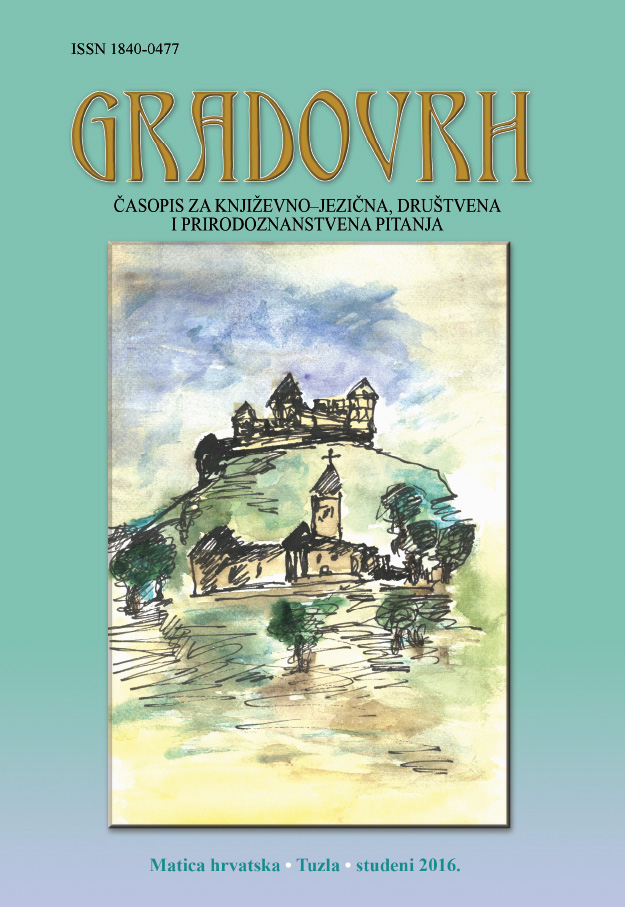 ISSN 1840-0477
GRADOVRH
ČASOPIS ZA KNJIŽEVNO–JEZIČNA, DRUŠTVENA
I PRIRODOZNANSTVENA PITANJA
Matica hrvatska • Tuzla • studeni 2016.